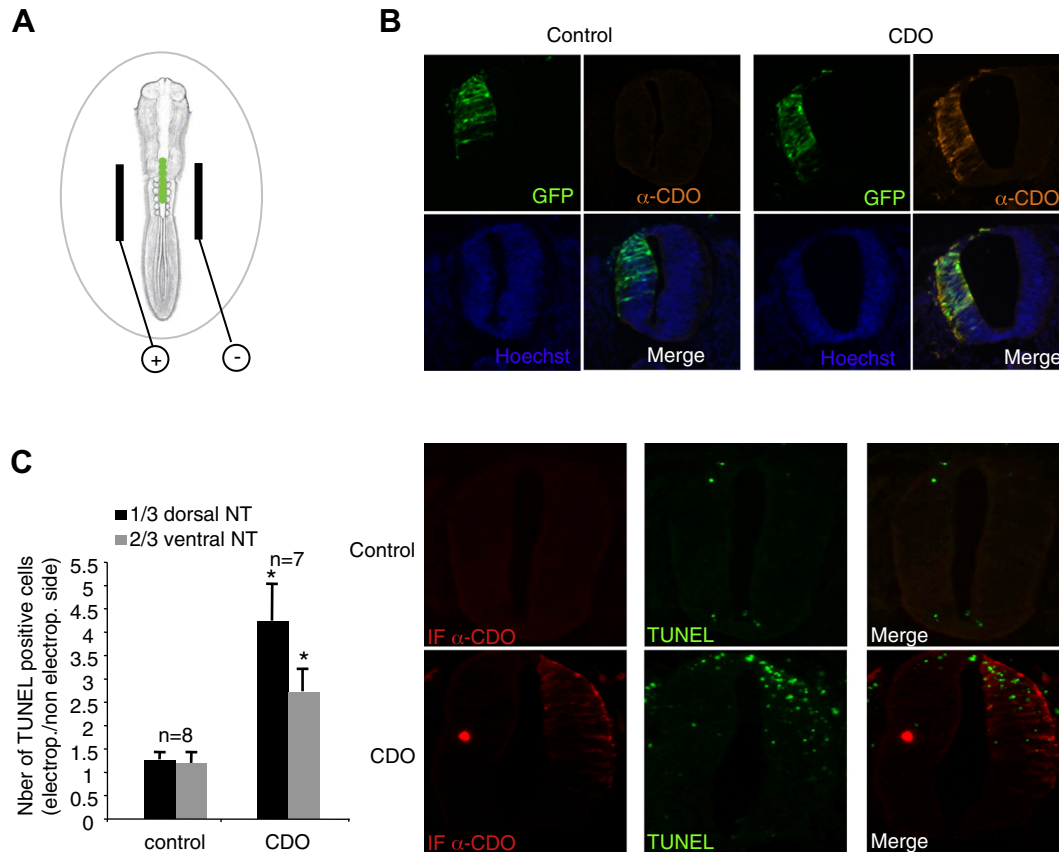 A
+
-
B
Control
CDO
GFP
α-CDO
GFP
α-CDO
Hoechst
Merge
Hoechst
Merge
C
1/3 dorsal NT
2/3 ventral NT
Nber of TUNEL positive cells
(electrop./non electrop. side)
5.5
5
4.5
4
3.5
3
2.5
2
1.5
1
0.5
0
n=8
n=7
*
*
control
CDO
Control
IF α-CDO
TUNEL
Merge
CDO
IF α-CDO
TUNEL
Merge